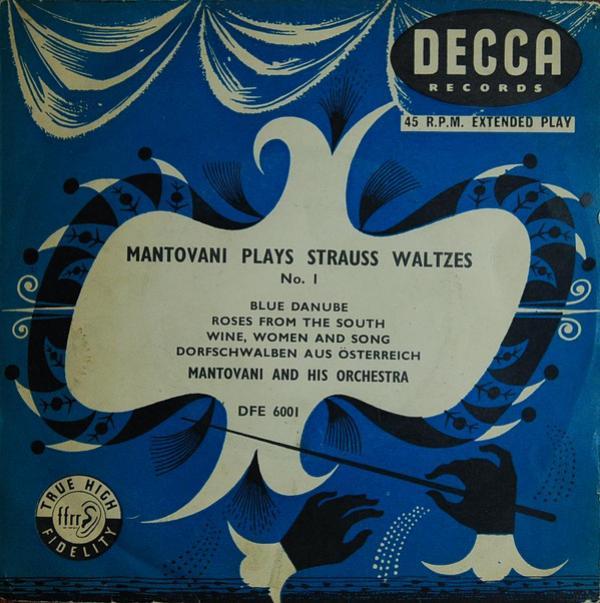 DECCA
RECORDS
45 R.P.M. EXTENDED PLAY
MANTOVANI PLAYS STRAUSS WALTZES
No. 1
BLUE DANUBE
ROSES FROM THE SOUTH
WINE, WOMEN AND SONG
DORFSCHWALBEN AUS ÖSTERREICH
MANTOVANI AND HIS ORCHESTRA
DFE 6001
TRUE HIGH
ffrr
FIDELITY